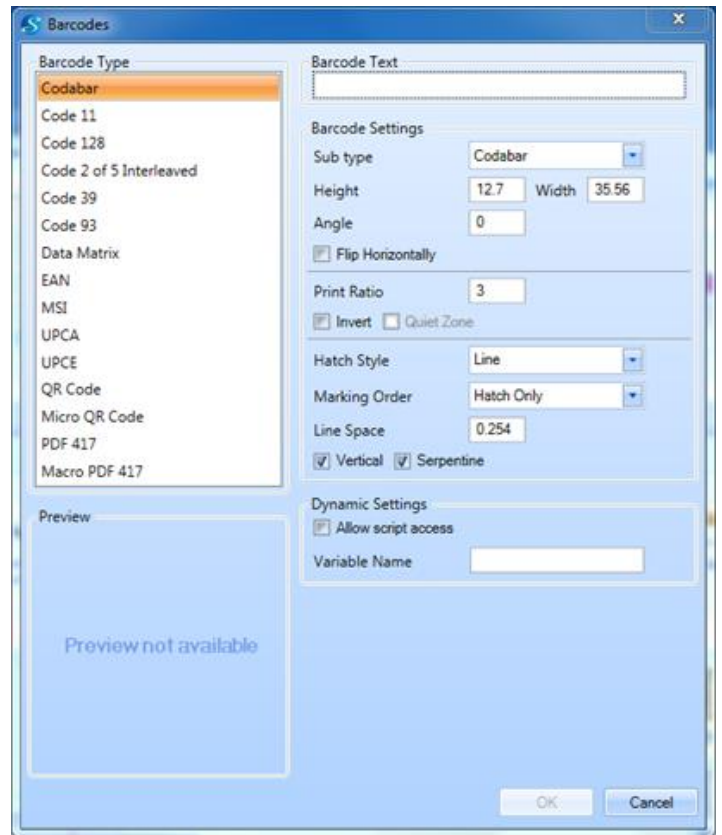 Barcodes
Barcode Type
Codabar
Code 11
Code 128
Code 2 of 5 Interleaved
Code 39
Code 93
Data Matrix
EAN
MSI
UPCA
UPCE
QR Code
Micro QR Code
PDF 417
Macro PDF 417
Preview
Preview not available
Barcode Text
Barcode Settings
Sub type Codabar
Height 12.7 Width 35.56
Angle 0
Flip Horizontally
Print Ratio 3
Invert Quiet Zone
Hatch Style Line
Marking Order Hatch Only
Line Space 0.254
Vertical Serpentine
Dynamic Settings
Allow script access
Variable Name
OK Cancel